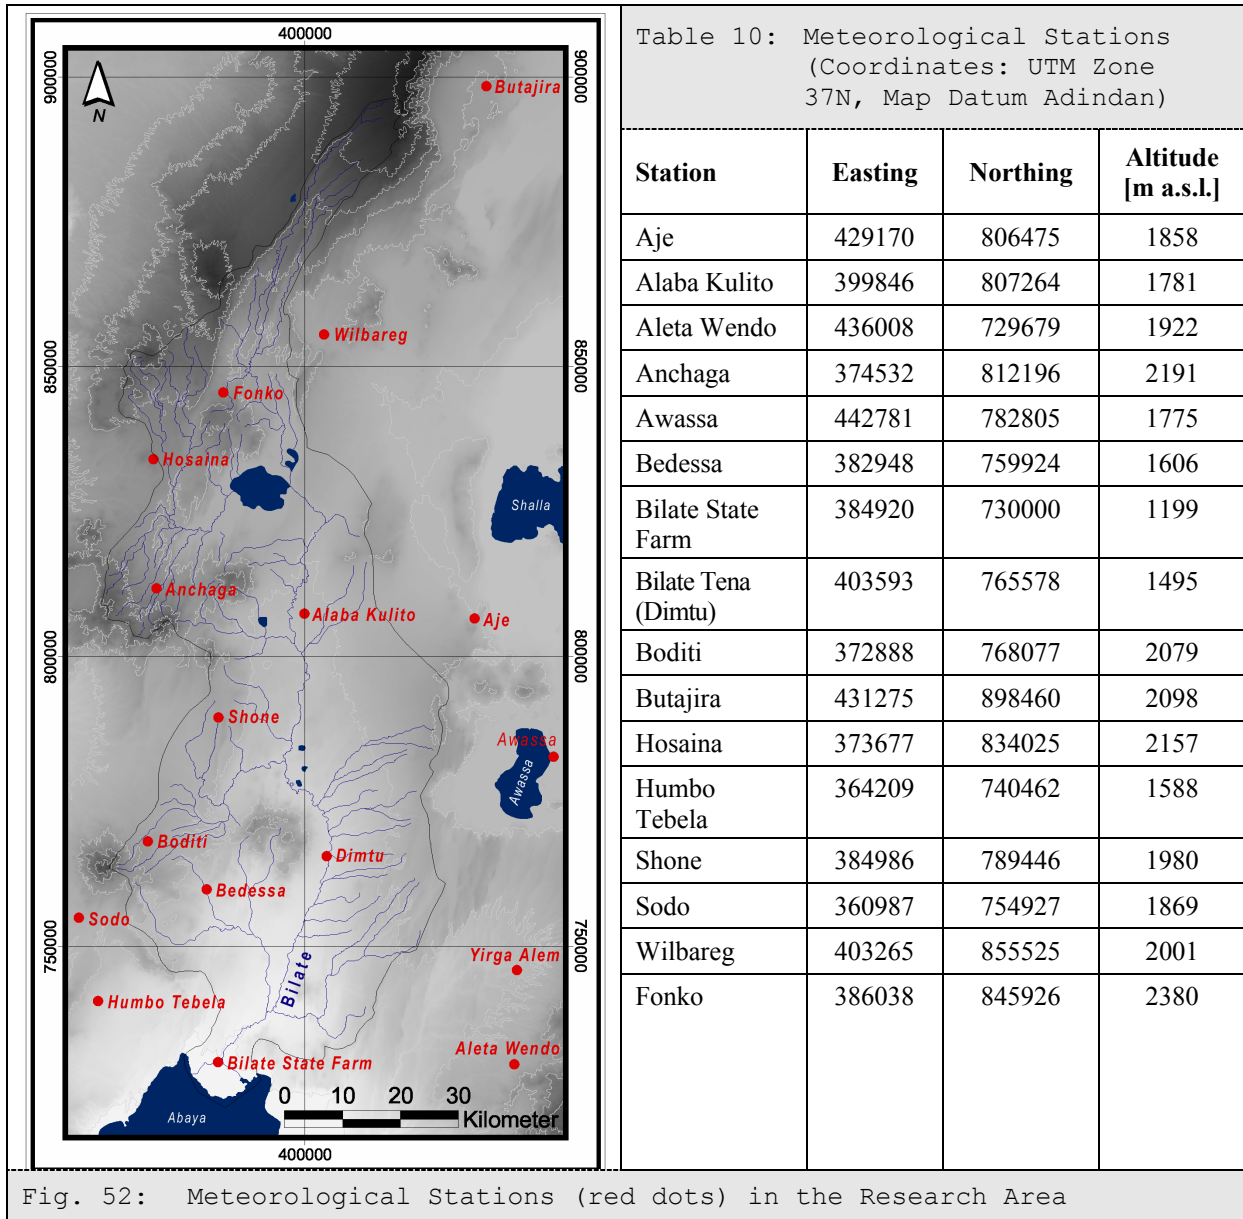 400000
900000
900000
N
Butajira
Wilbareg
850000
850000
Fonko
Hosaina
Shalla
Anchaga
Alaba Kulito
Aje
800000
800000
Shone
Awassa
Awassa
Boditi
Dimtu
Bedessa
Sodo
750000
750000
Yirga Alem
Bilate
Humbo Tebela
Aleta Wendo
Bilate State Farm
0 10 20 30
Kilometer
Abaya
400000
Table 10: Meteorological Stations
(Coordinates: UTM Zone
37N, Map Datum Adindan)
Station Easting Northing Altitude
[m a.s.l.]
Aje 429170 806475 1858
Alaba Kulito 399846 807264 1781
Aleta Wendo 436008 729679 1922
Anchaga 374532 812196 2191
Awassa 442781 782805 1775
Bedessa 382948 759924 1606
Bilate State 384920 730000 1199
Farm
Bilate Tena 403593 765578 1495
(Dimtu)
Boditi 372888 768077 2079
Butajira 431275 898460 2098
Hosaina 373677 834025 2157
Humbo 364209 740462 1588
Tebela
Shone 384986 789446 1980
Sodo 360987 754927 1869
Wilbareg 403265 855525 2001
Fonko 386038 845926 2380
Fig. 52: Meteorological Stations (red dots) in the Research Area